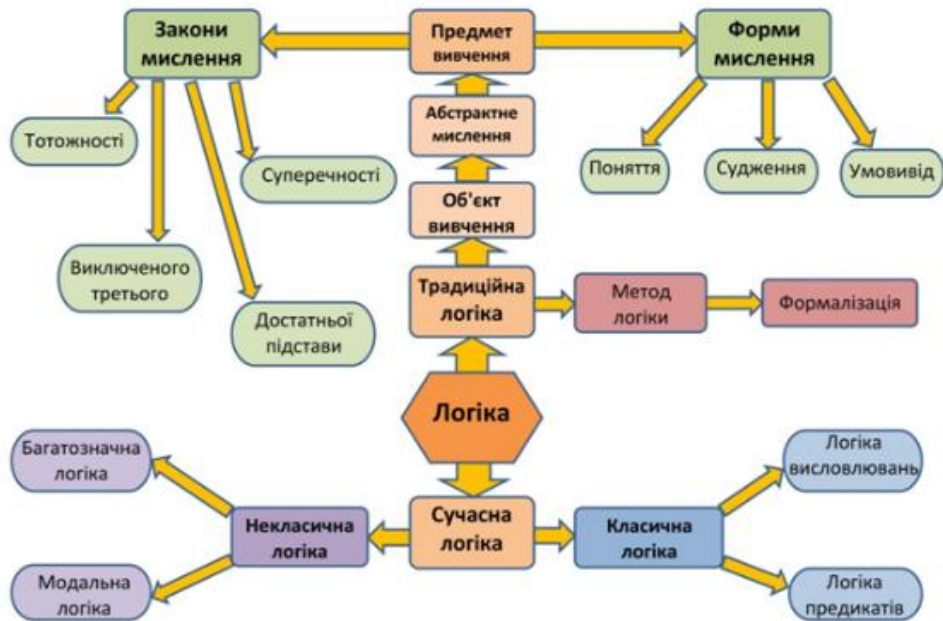 Закони
мислення
Предмет
вивчення
Форми
мислення
Тотожності
Суперечності
Виключеного
третього
Достатньої
підстави
Абстрактне
мислення
Поняття
Судження
Умовивід
Об'єкт
вивчення
Традиційна
логіка
Метод
логіки
Формалізація
Логіка
Багатозначна
логіка
Некласична
логіка
Модальна
логіка
Сучасна
логіка
Класична
логіка
Логіка
висловлювань
Логіка
предикатів